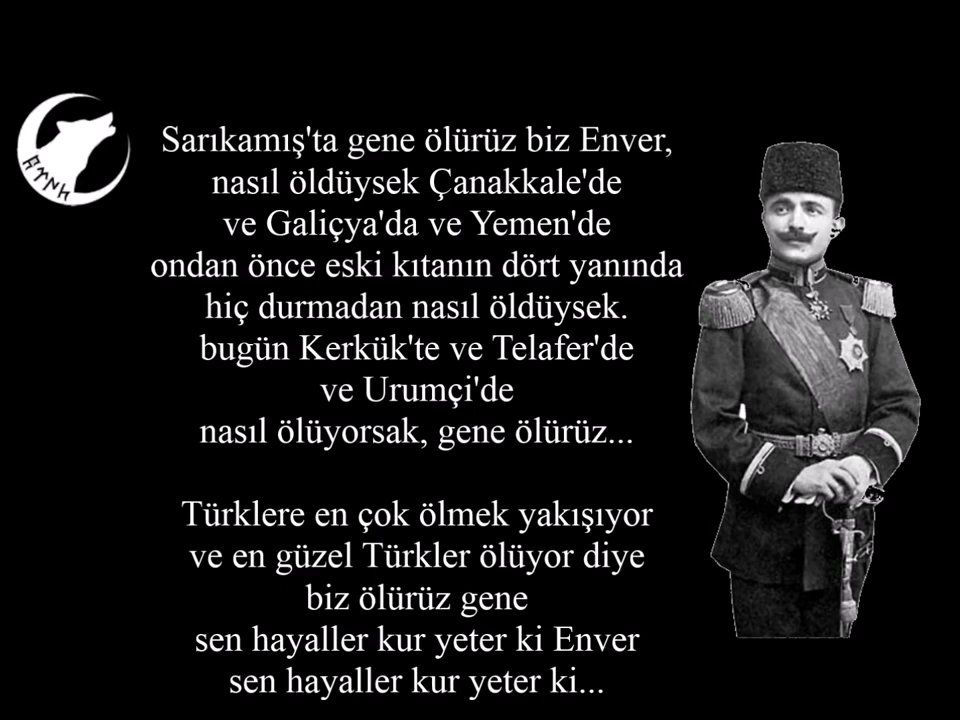 Sarıkamış'ta gene ölürüz biz Enver,
nasıl öldüysek Çanakkale'de
ve Galiçya'da ve Yemen'de
ondan önce eski kıtanın dört yanında
hiç durmadan nasıl öldüysek.
bugün Kerkük'te ve Telafer'de
ve Urumçi'de
nasıl ölüyorsak, gene ölürüz...
Türklere en çok ölmek yakışıyor
ve en güzel Türkler ölüyor diye
biz ölürüz gene
sen hayaller kur yeter ki Enver
sen hayaller kur yeter ki...